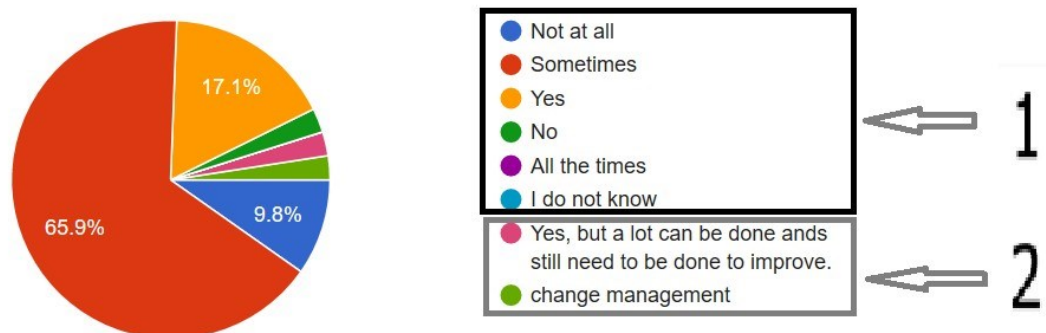 17.1%
9.8%
65.9%
Not at all
Sometimes
Yes
No
All the times
I do not know
Yes, but a lot can be done ands
still need to be done to improve.
change management
1
2